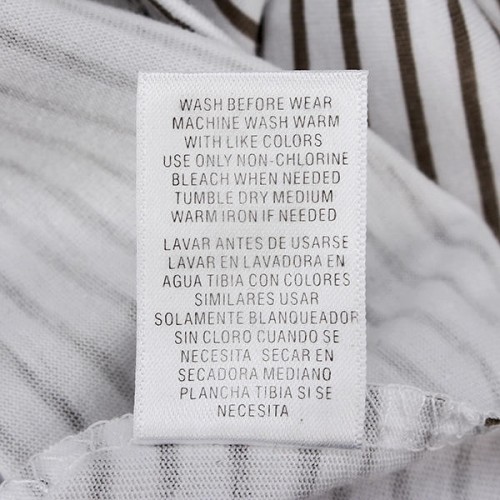 WASH BEFORE WEAR
MACHINE WASH WARM
WITH LIKE COLORS
USE ONLY NON-CHLORINE
BLEACH WHEN NEEDED
TUMBLE DRY MEDIUM
WARM IRON IF NEEDED
LAVAR ANTES DE USARSE
LAVAR EN LAVADORA EN
AGUA TIBIA CON COLORES
SIMILARES USAR
SOLAMENTE BLANQUEADOR
SIN CLORO CUANDO SE
NECESITA SECAR EN
SECADORA MEDIANO
PLANCHA TIBIA SI SE
NECESITA